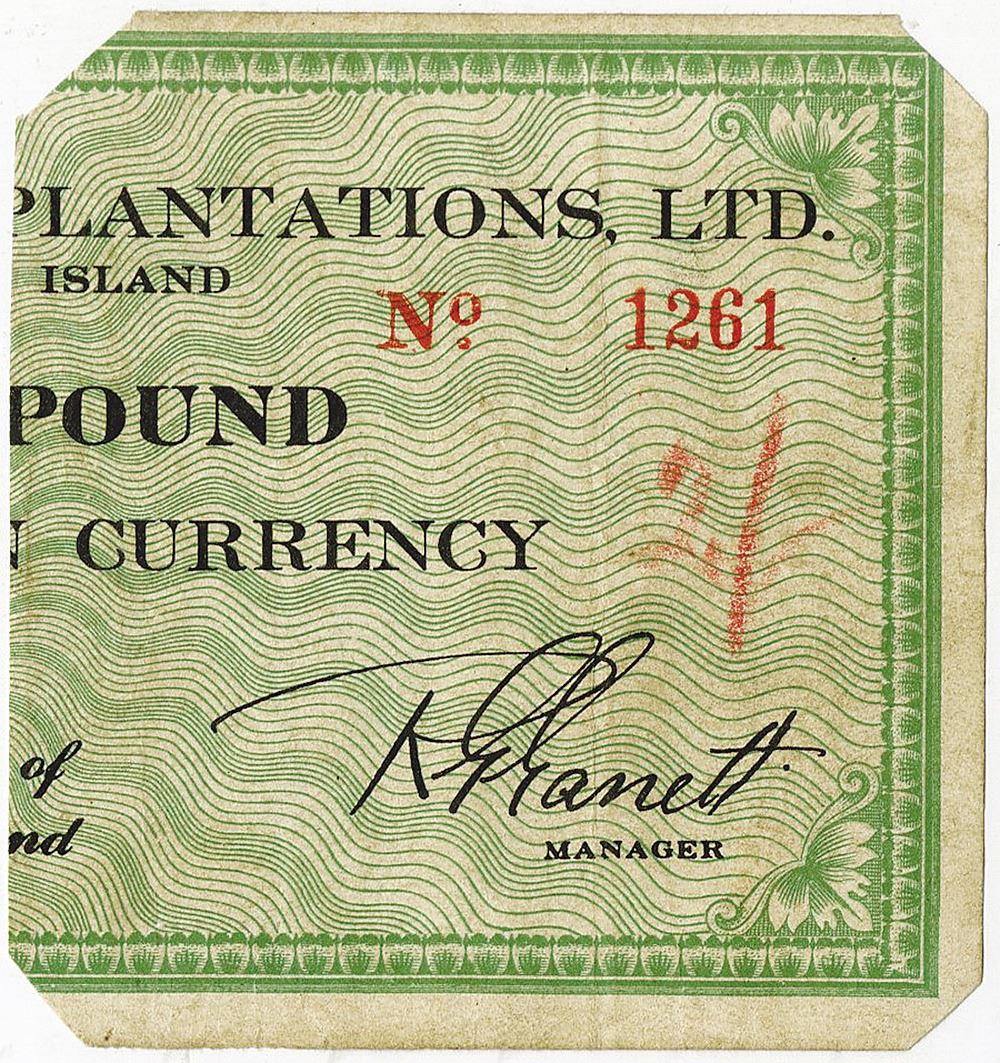 PLANTATIONS, LTD.
ISLAND
Nº 1261
POUND
N CURRENCY
of
nd
MANAGER